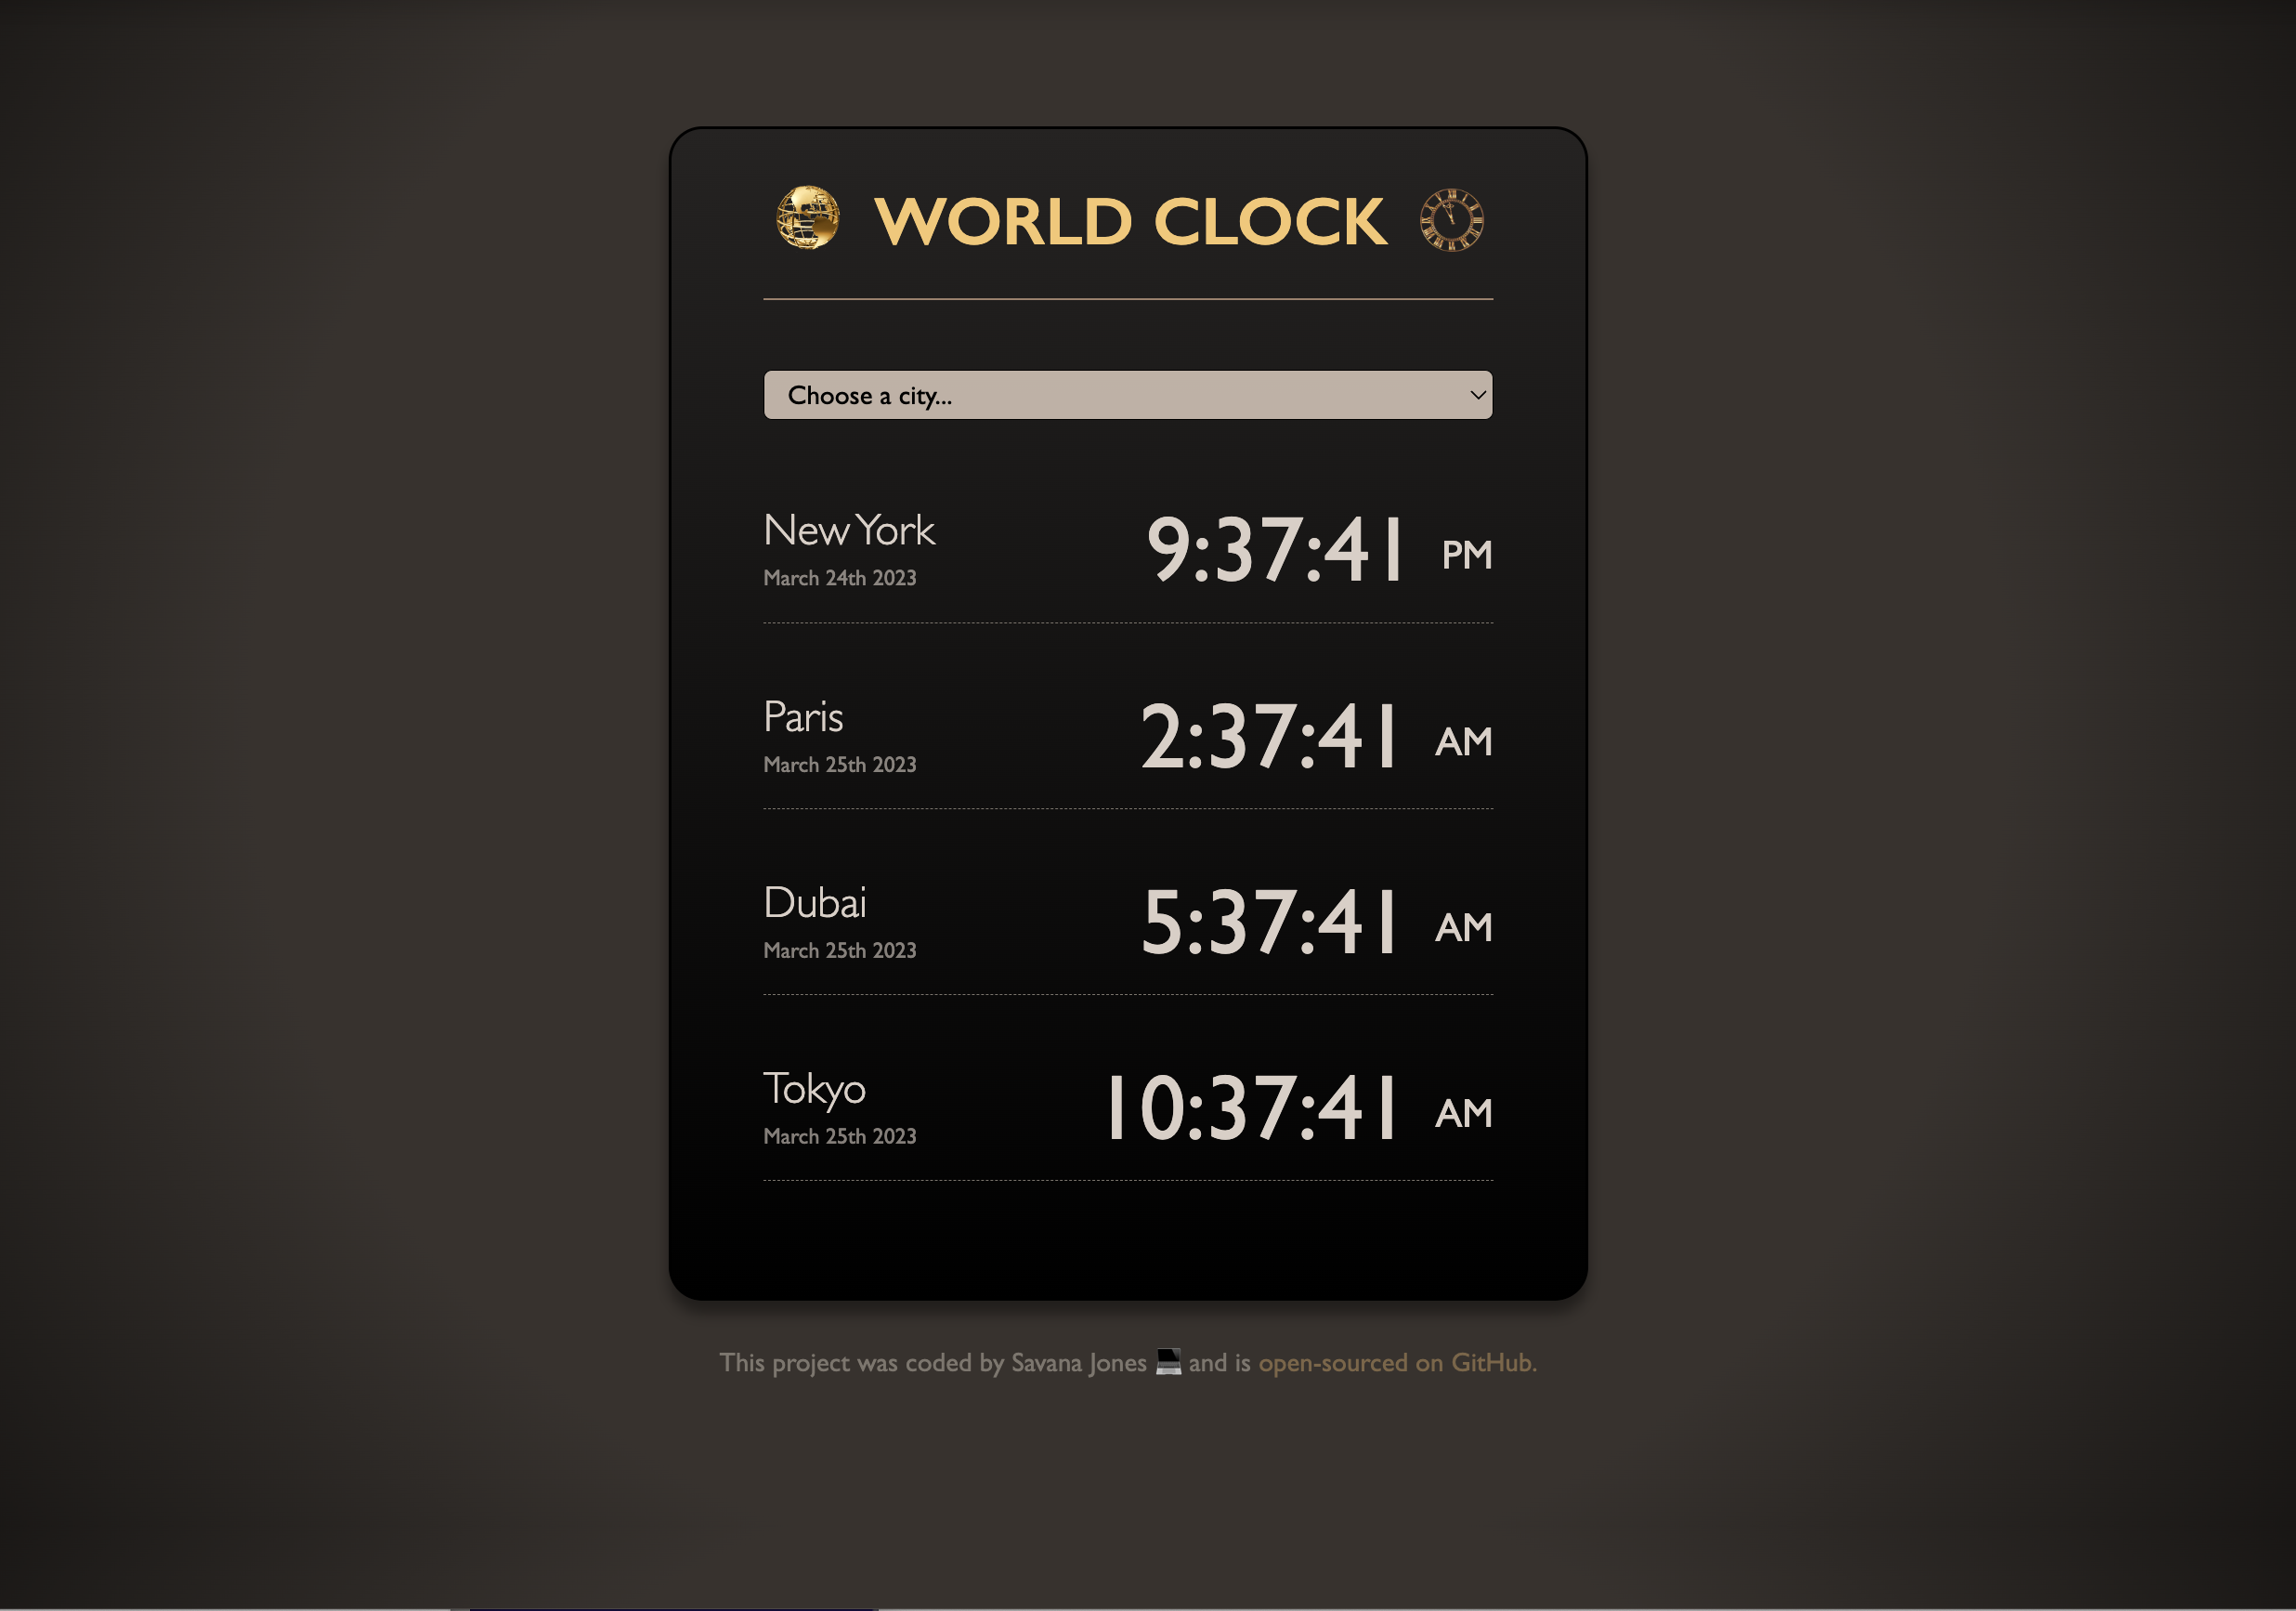 WORLD CLOCK
Choose a city...
New York
9:37:41 PM
March 24th 2023
Paris
2:37:41 AM
March 25th 2023
Dubai
5:37:41 AM
March 25th 2023
Tokyo
10:37:41 AM
March 25th 2023
This project was coded by Savana Jones 💻 and is open-sourced on GitHub.